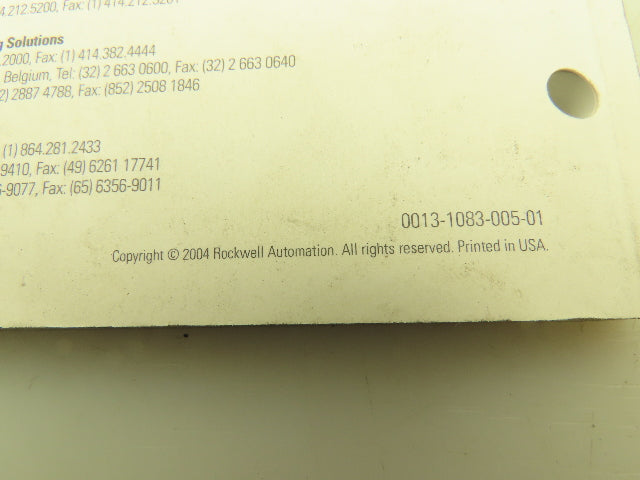 4.212.5200, Fax: (1) 414.212.5201
g Solutions
.2000, Fax: (1) 414.382.4444
Belgium, Tel: (32) 2 663 0600, Fax: (32) 2 663 0640
2) 2887 4788, Fax: (852) 2508 1846
(1) 864.281.2433
9410, Fax: (49) 6261 17741
6-9077, Fax: (65) 6356-9011
0013-1083-005-01
Copyright © 2004 Rockwell Automation. All rights reserved. Printed in USA.